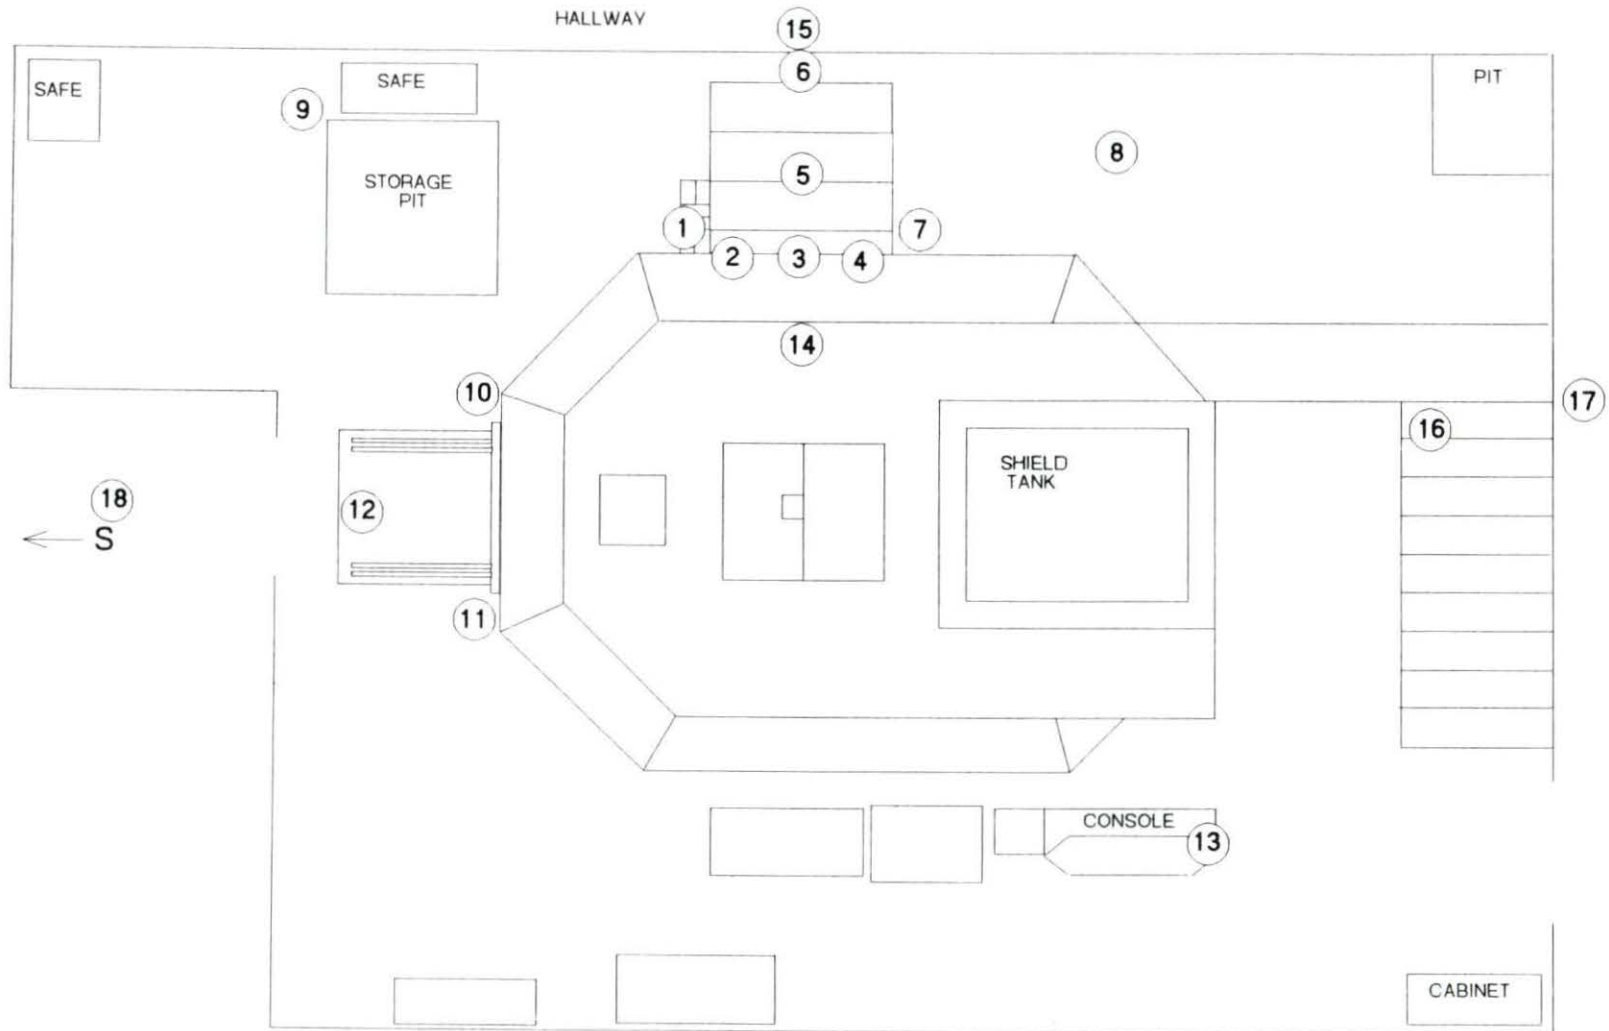 HALLWAY
15
SAFE
9
SAFE
6
PIT
STORAGE
PIT
5
8
1
2
3
4
7
14
10
17
16
SHIELD
TANK
18
S
12
11
CONSOLE
13
CABINET